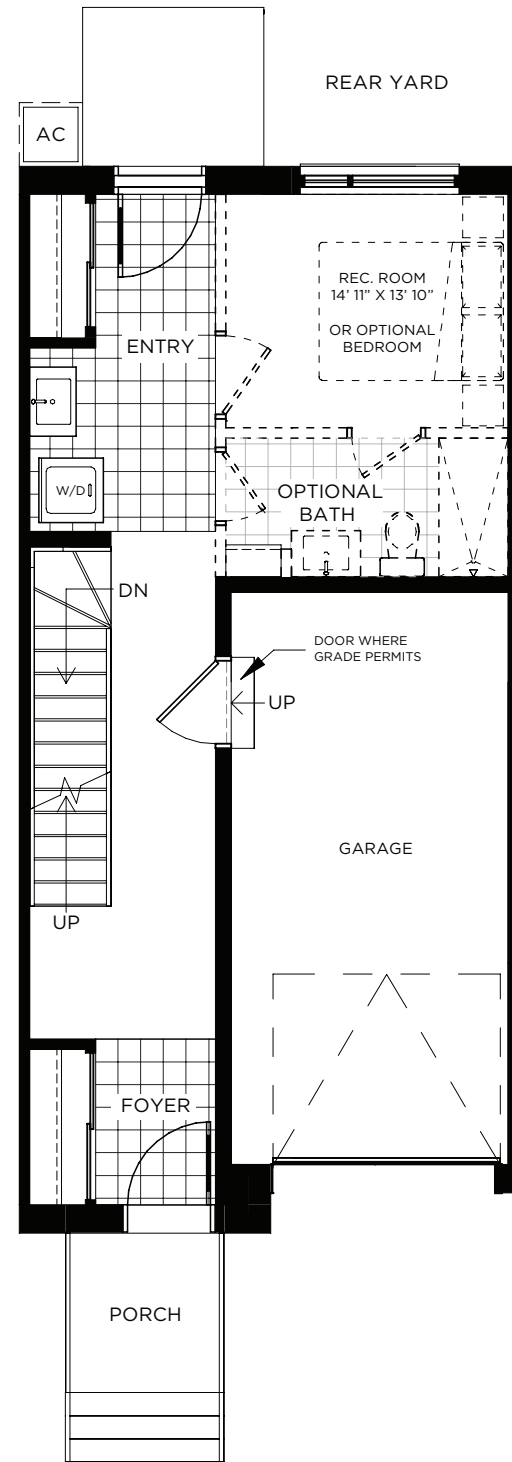 REAR YARD
AC
REC. ROOM
14' 11" X 13' 10"
OR OPTIONAL
BEDROOM
ENTRY
W/D
OPTIONAL
BATH
DN
DOOR WHERE
GRADE PERMITS
UP
GARAGE
UP
FOYER
PORCH